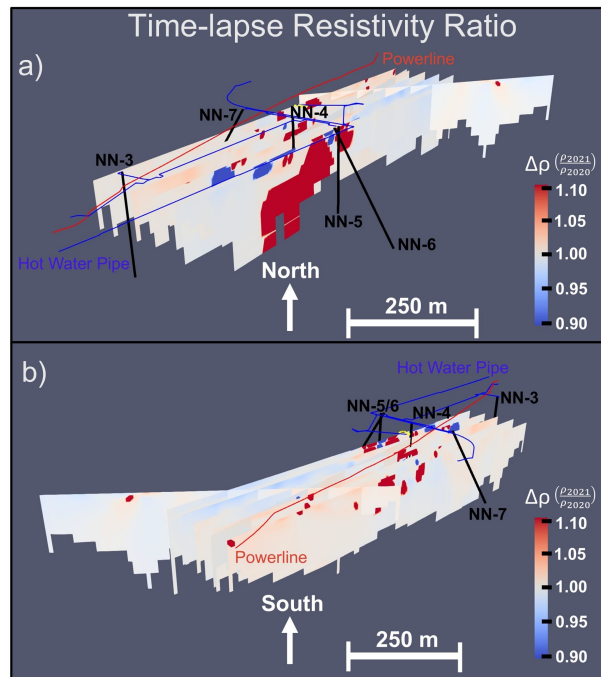 Time-lapse Resistivity Ratio
a)
Powerline
NN-7
NN-4
NN-3
Δρ (ρ2021/ρ2020)
1.10
1.05
1.00
0.95
0.90
NN-5
NN-6
Hot Water Pipe
North
250 m
b)
Hot Water Pipe
NN-5/6
NN-4
NN-3
NN-7
Δρ (ρ2021/ρ2020)
1.10
1.05
1.00
0.95
0.90
Powerline
South
250 m